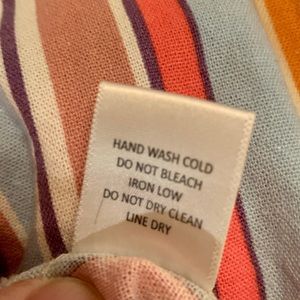 HAND WASH COLD
DO NOT BLEACH
IRON LOW
DO NOT DRY CLEAN
LINE DRY